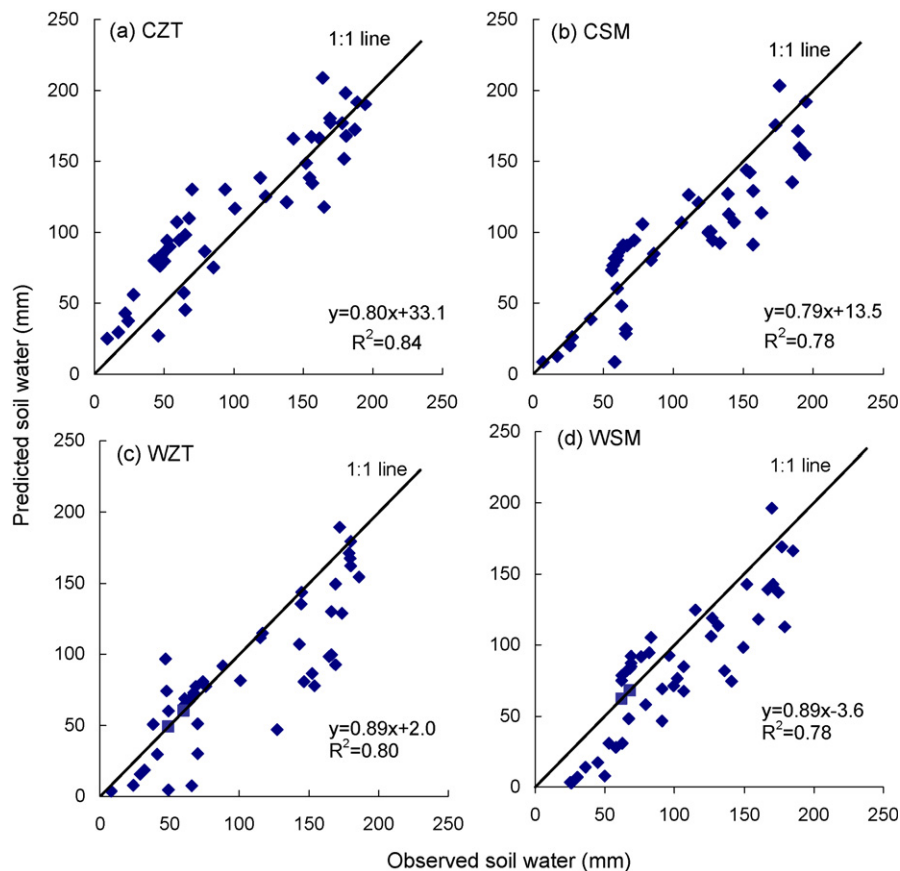 250
(a) CZT
1:1 line
200
150
100
50
y=0.80x+33.1
R²=0.84
0
0 50 100 150 200 250
250
(b) CSM
1:1 line
200
150
100
50
y=0.79x+13.5
R²=0.78
0
0 50 100 150 200 250
Predicted soil water (mm)
250
(c) WZT
1:1 line
200
150
100
50
y=0.89x+2.0
R²=0.80
0
0 50 100 150 200 250
250
(d) WSM
1:1 line
200
150
100
50
y=0.89x-3.6
R²=0.78
0
0 50 100 150 200 250
Observed soil water (mm)